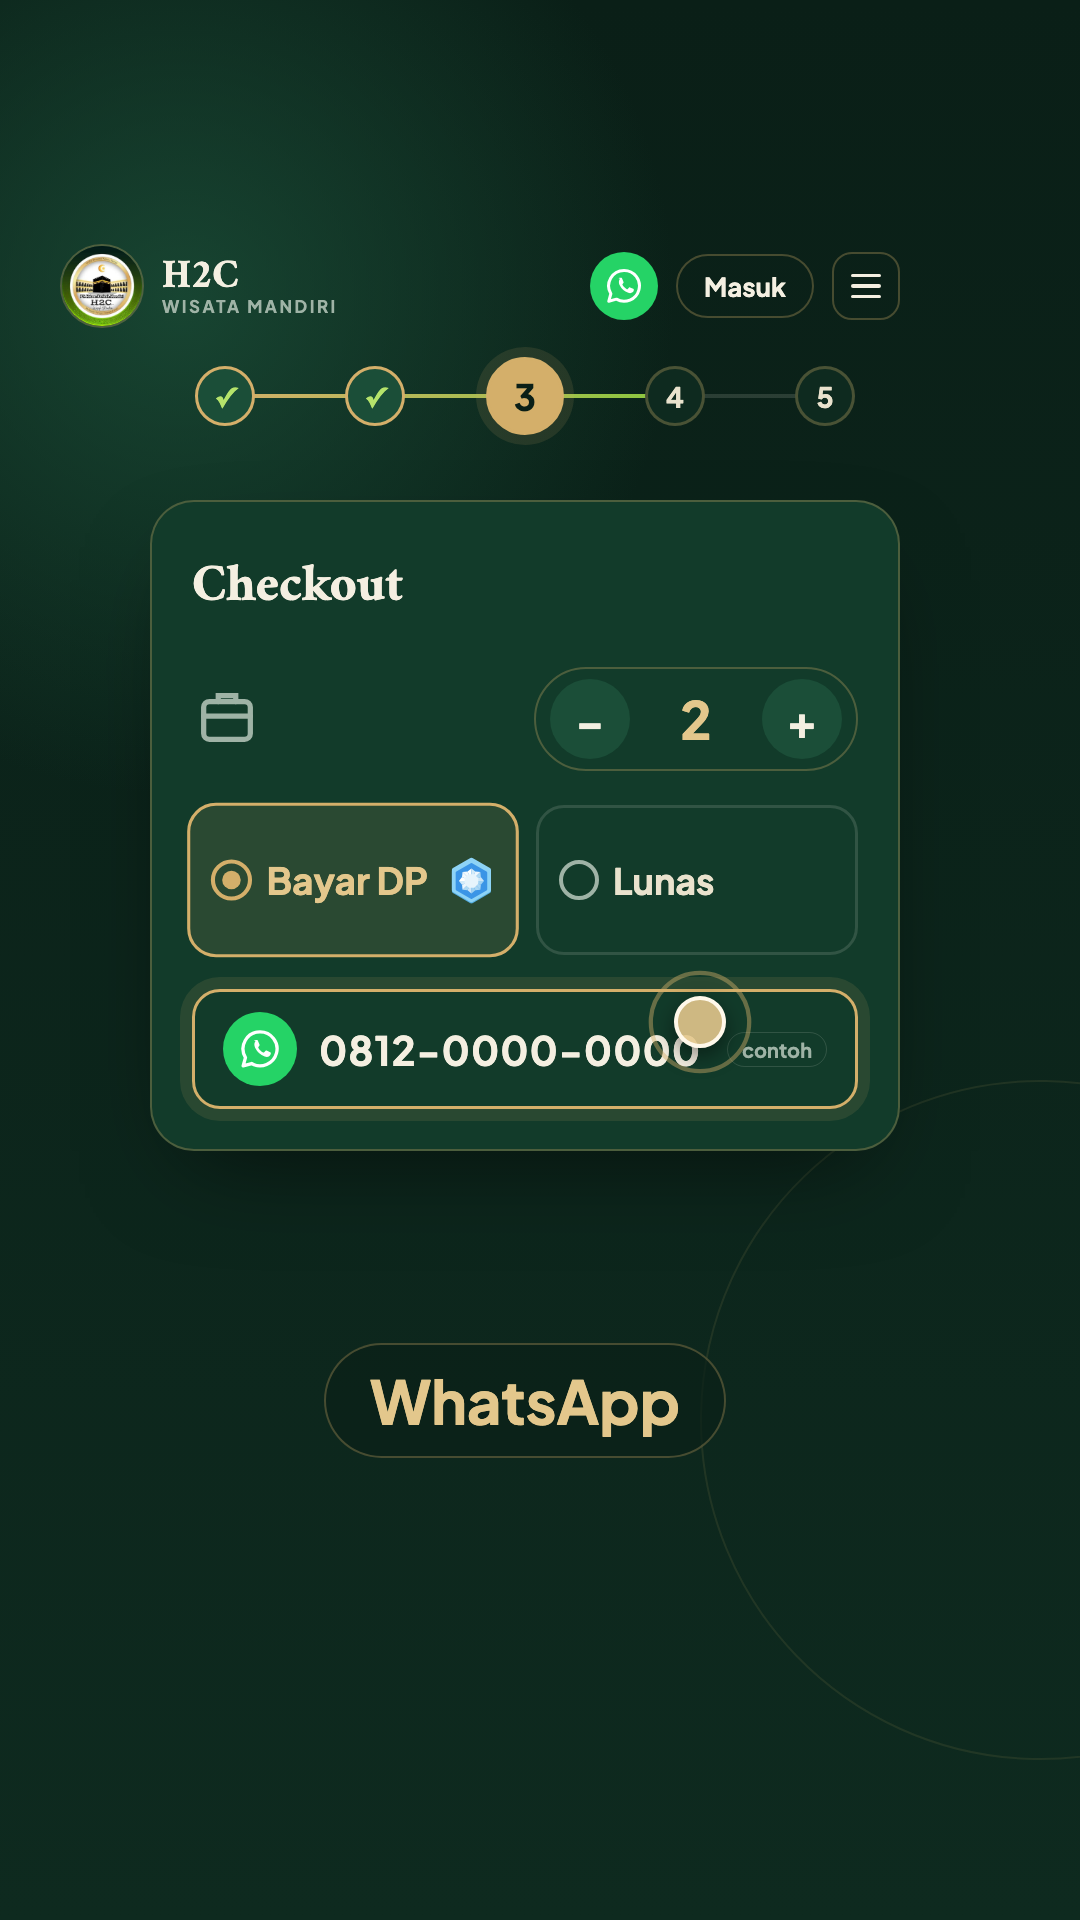 H2C
WISATA MANDIRI
Masuk
✓ ✓ 3 4 5
Checkout
− 2 +
Bayar DP
Lunas
0812-0000-0000
contoh
WhatsApp